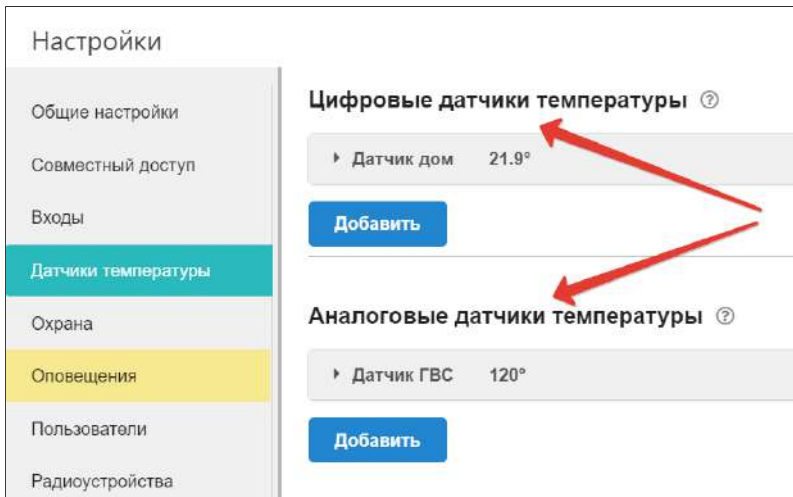 Настройки
Общие настройки
Совместный доступ
Входы
Датчики температуры
Охрана
Оповещения
Пользователи
Радиоустройства
Цифровые датчики температуры ?
Датчик дом 21.9°
Добавить
Аналоговые датчики температуры ?
Датчик ГВС 120°
Добавить